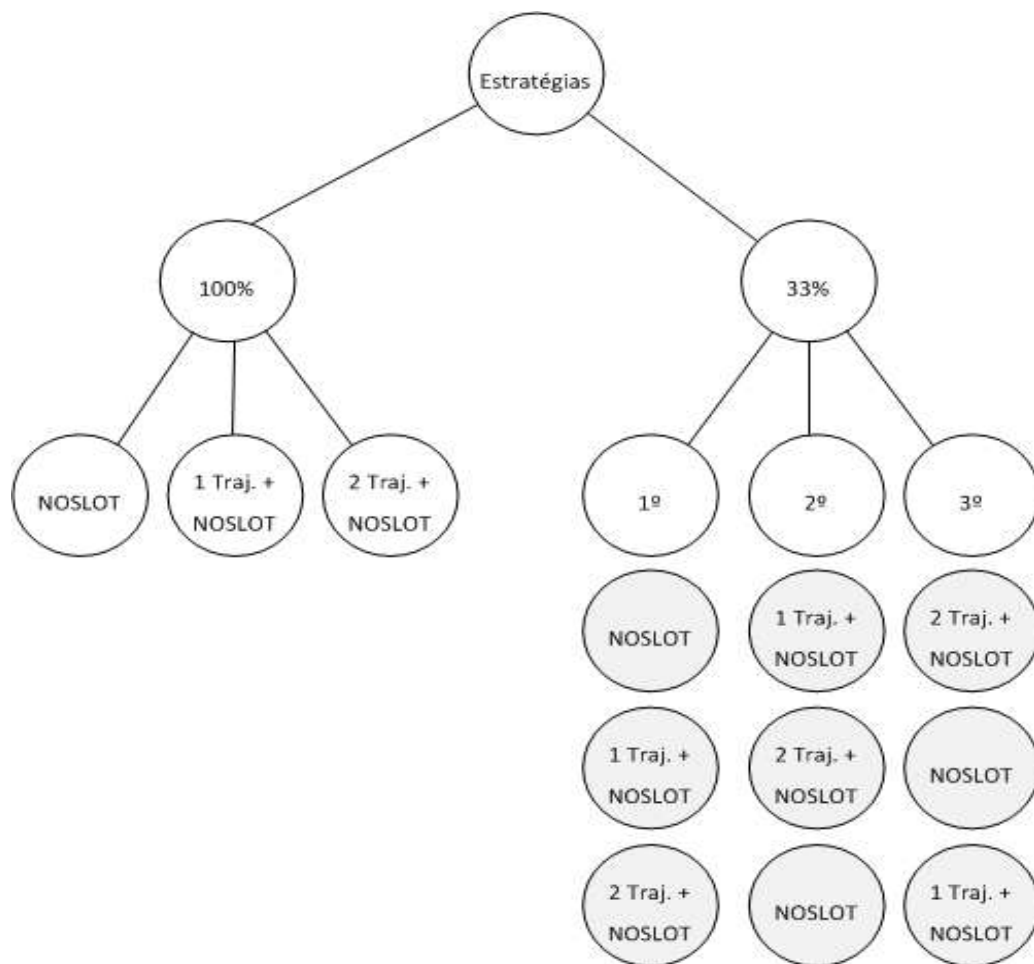 Estratégias
100%
33%
NOSLOT
1 Traj. +
NOSLOT
2 Traj. +
NOSLOT
1º
2º
3º
NOSLOT
1 Traj. +
NOSLOT
2 Traj. +
NOSLOT
1 Traj. +
NOSLOT
2 Traj. +
NOSLOT
NOSLOT
2 Traj. +
NOSLOT
NOSLOT
1 Traj. +
NOSLOT